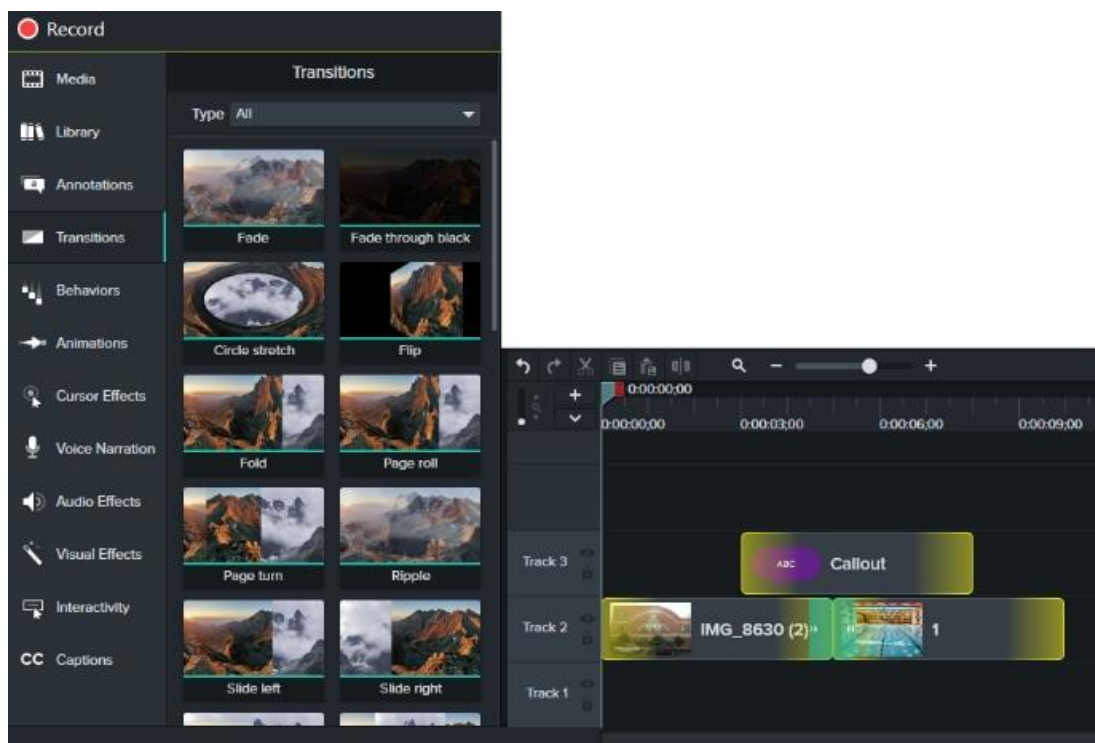 Record
Media
Library
Annotations
Transitions
Behaviors
Animations
Cursor Effects
Voice Narration
Audio Effects
Visual Effects
Interactivity
CC Captions
Transitions
Type All
Fade
Fade through black
Circle stretch
Flip
Fold
Page roll
Page turn
Ripple
Slide left
Slide right
0:00:00;00
0:00:00;00 0:00:03;00 0:00:06;00 0:00:09;00
Track 3
ABC Callout
Track 2
IMG_8630 (2) 1
Track 1